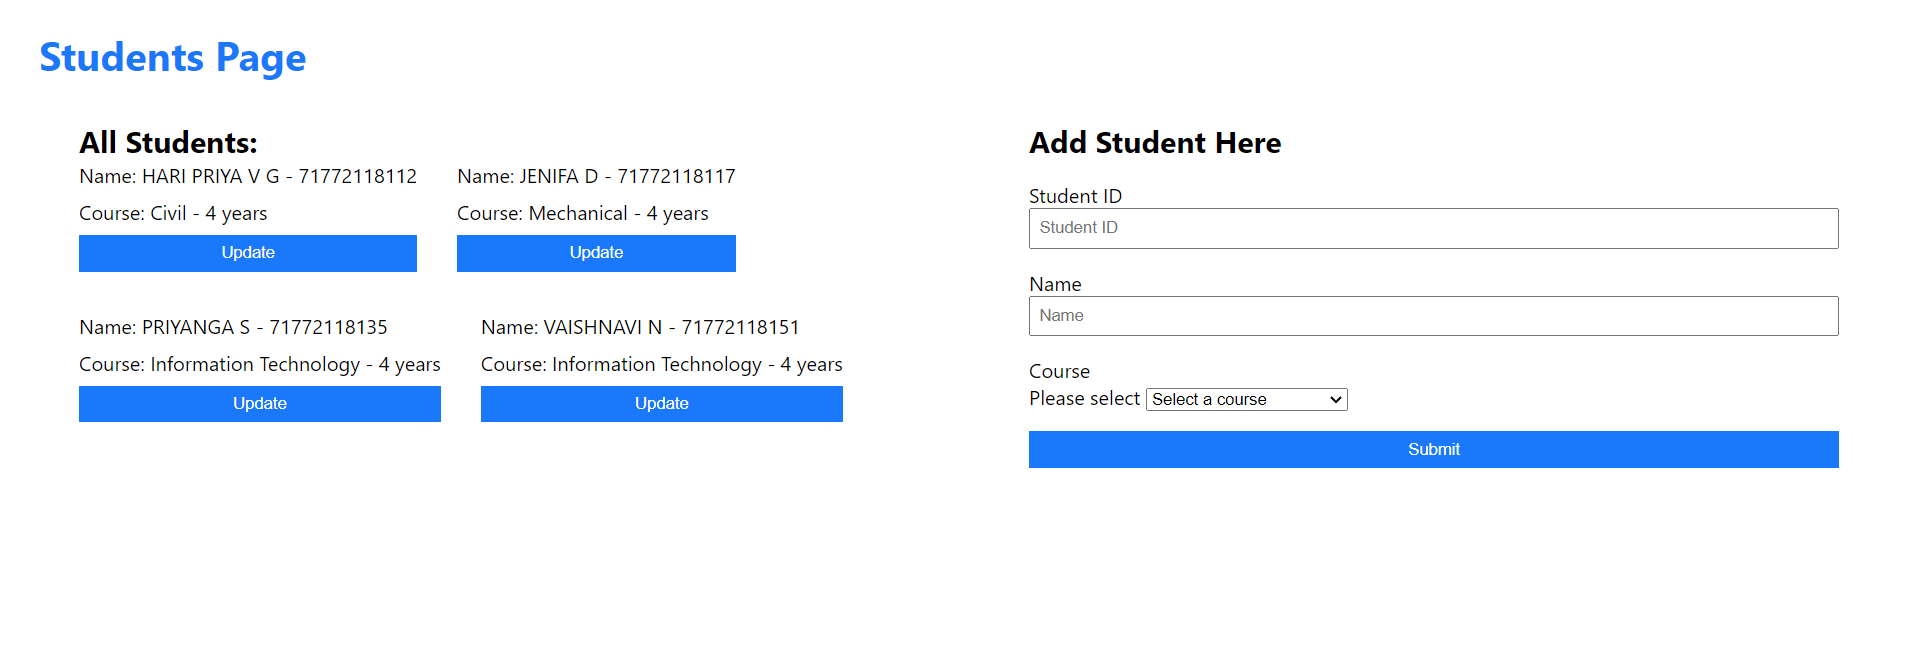 Students Page
All Students:
Name: HARI PRIYA V G - 71772118112
Course: Civil - 4 years
Update
Name: JENIFA D - 71772118117
Course: Mechanical - 4 years
Update
Name: PRIYANGA S - 71772118135
Course: Information Technology - 4 years
Update
Name: VAISHNAVI N - 71772118151
Course: Information Technology - 4 years
Update
Add Student Here
Student ID
Student ID
Name
Name
Course
Please select Select a course
Submit